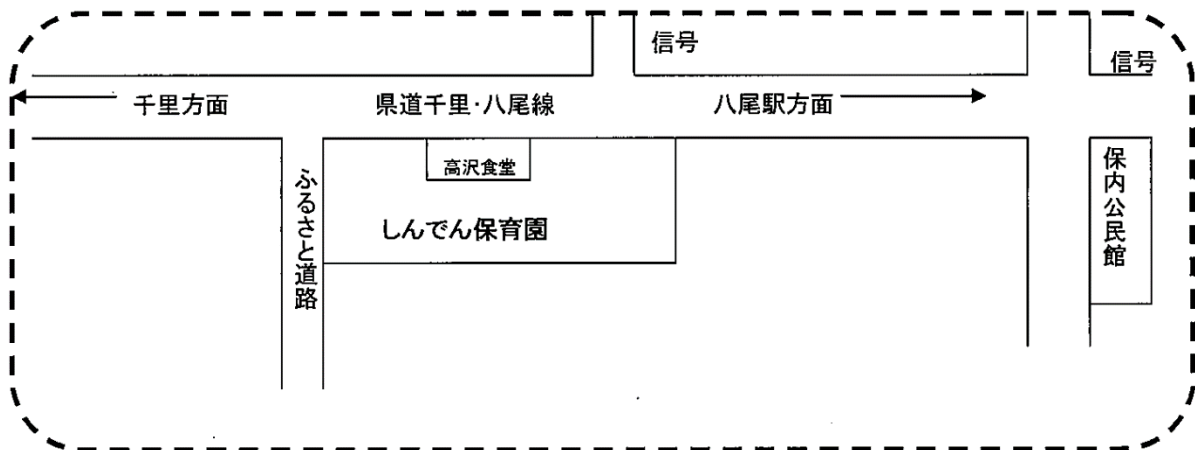 信号
信号
千里方面
県道千里・八尾線
八尾駅方面
高沢食堂
しんでん保育園
ふるさと道路
保内公民館